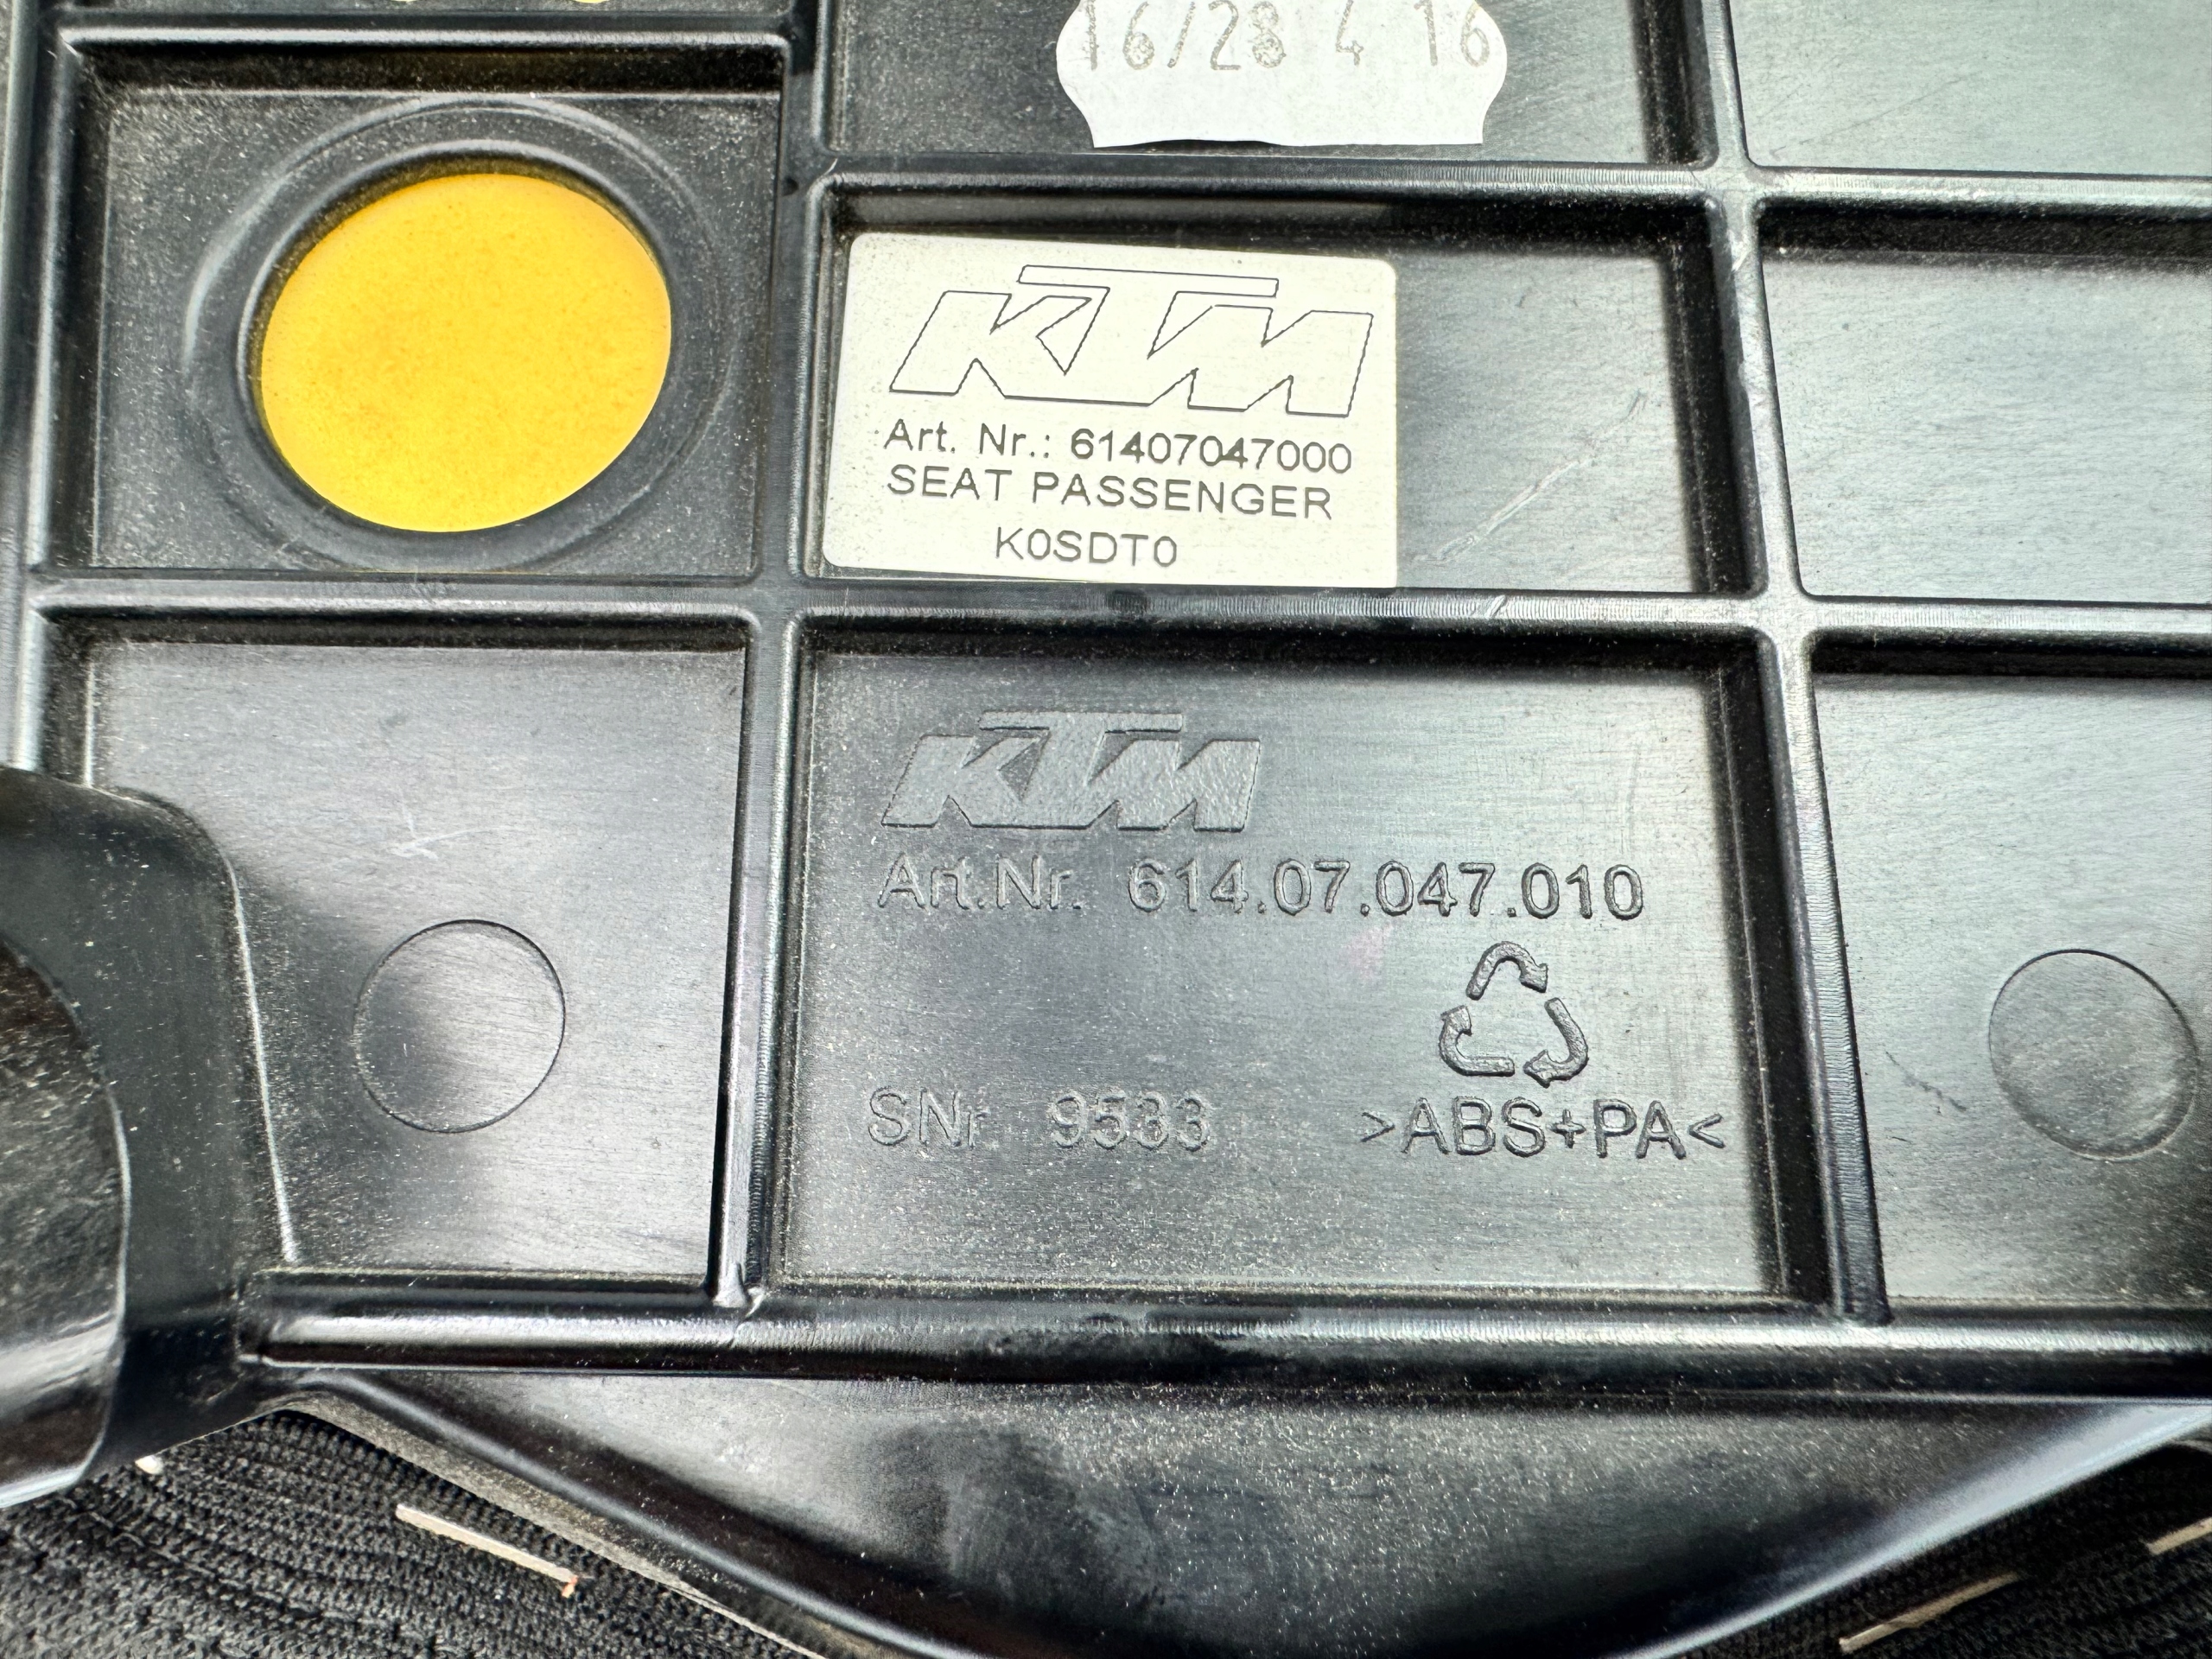 16/28 4 16
KTM
Art. Nr.: 61407047000
SEAT PASSENGER
K0SDT0
KTM
Art.Nr. 614.07.047.010
SNr. 9533
>ABS+PA<